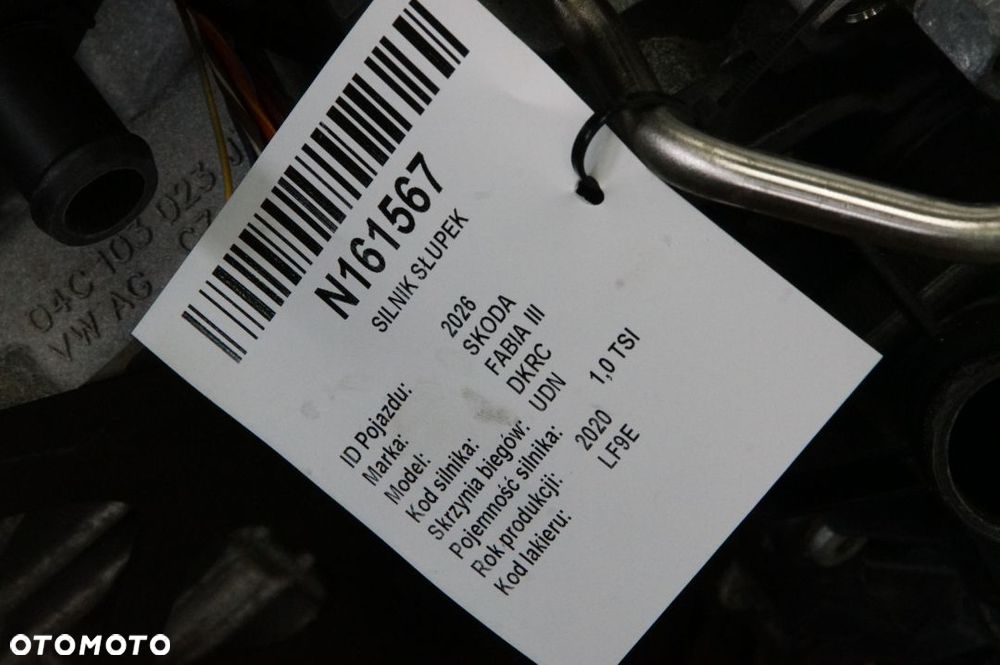 N161567
SILNIK SŁUPEK
ID Pojazdu: 2026
Marka: SKODA
Model: FABIA III
Kod silnika: DKRC
Skrzynia biegów: UDN
Pojemność silnika: 1,0 TSI
Rok produkcji: 2020
Kod lakieru: LF9E
04C 103 023 J
VW AG
OTOMOTO